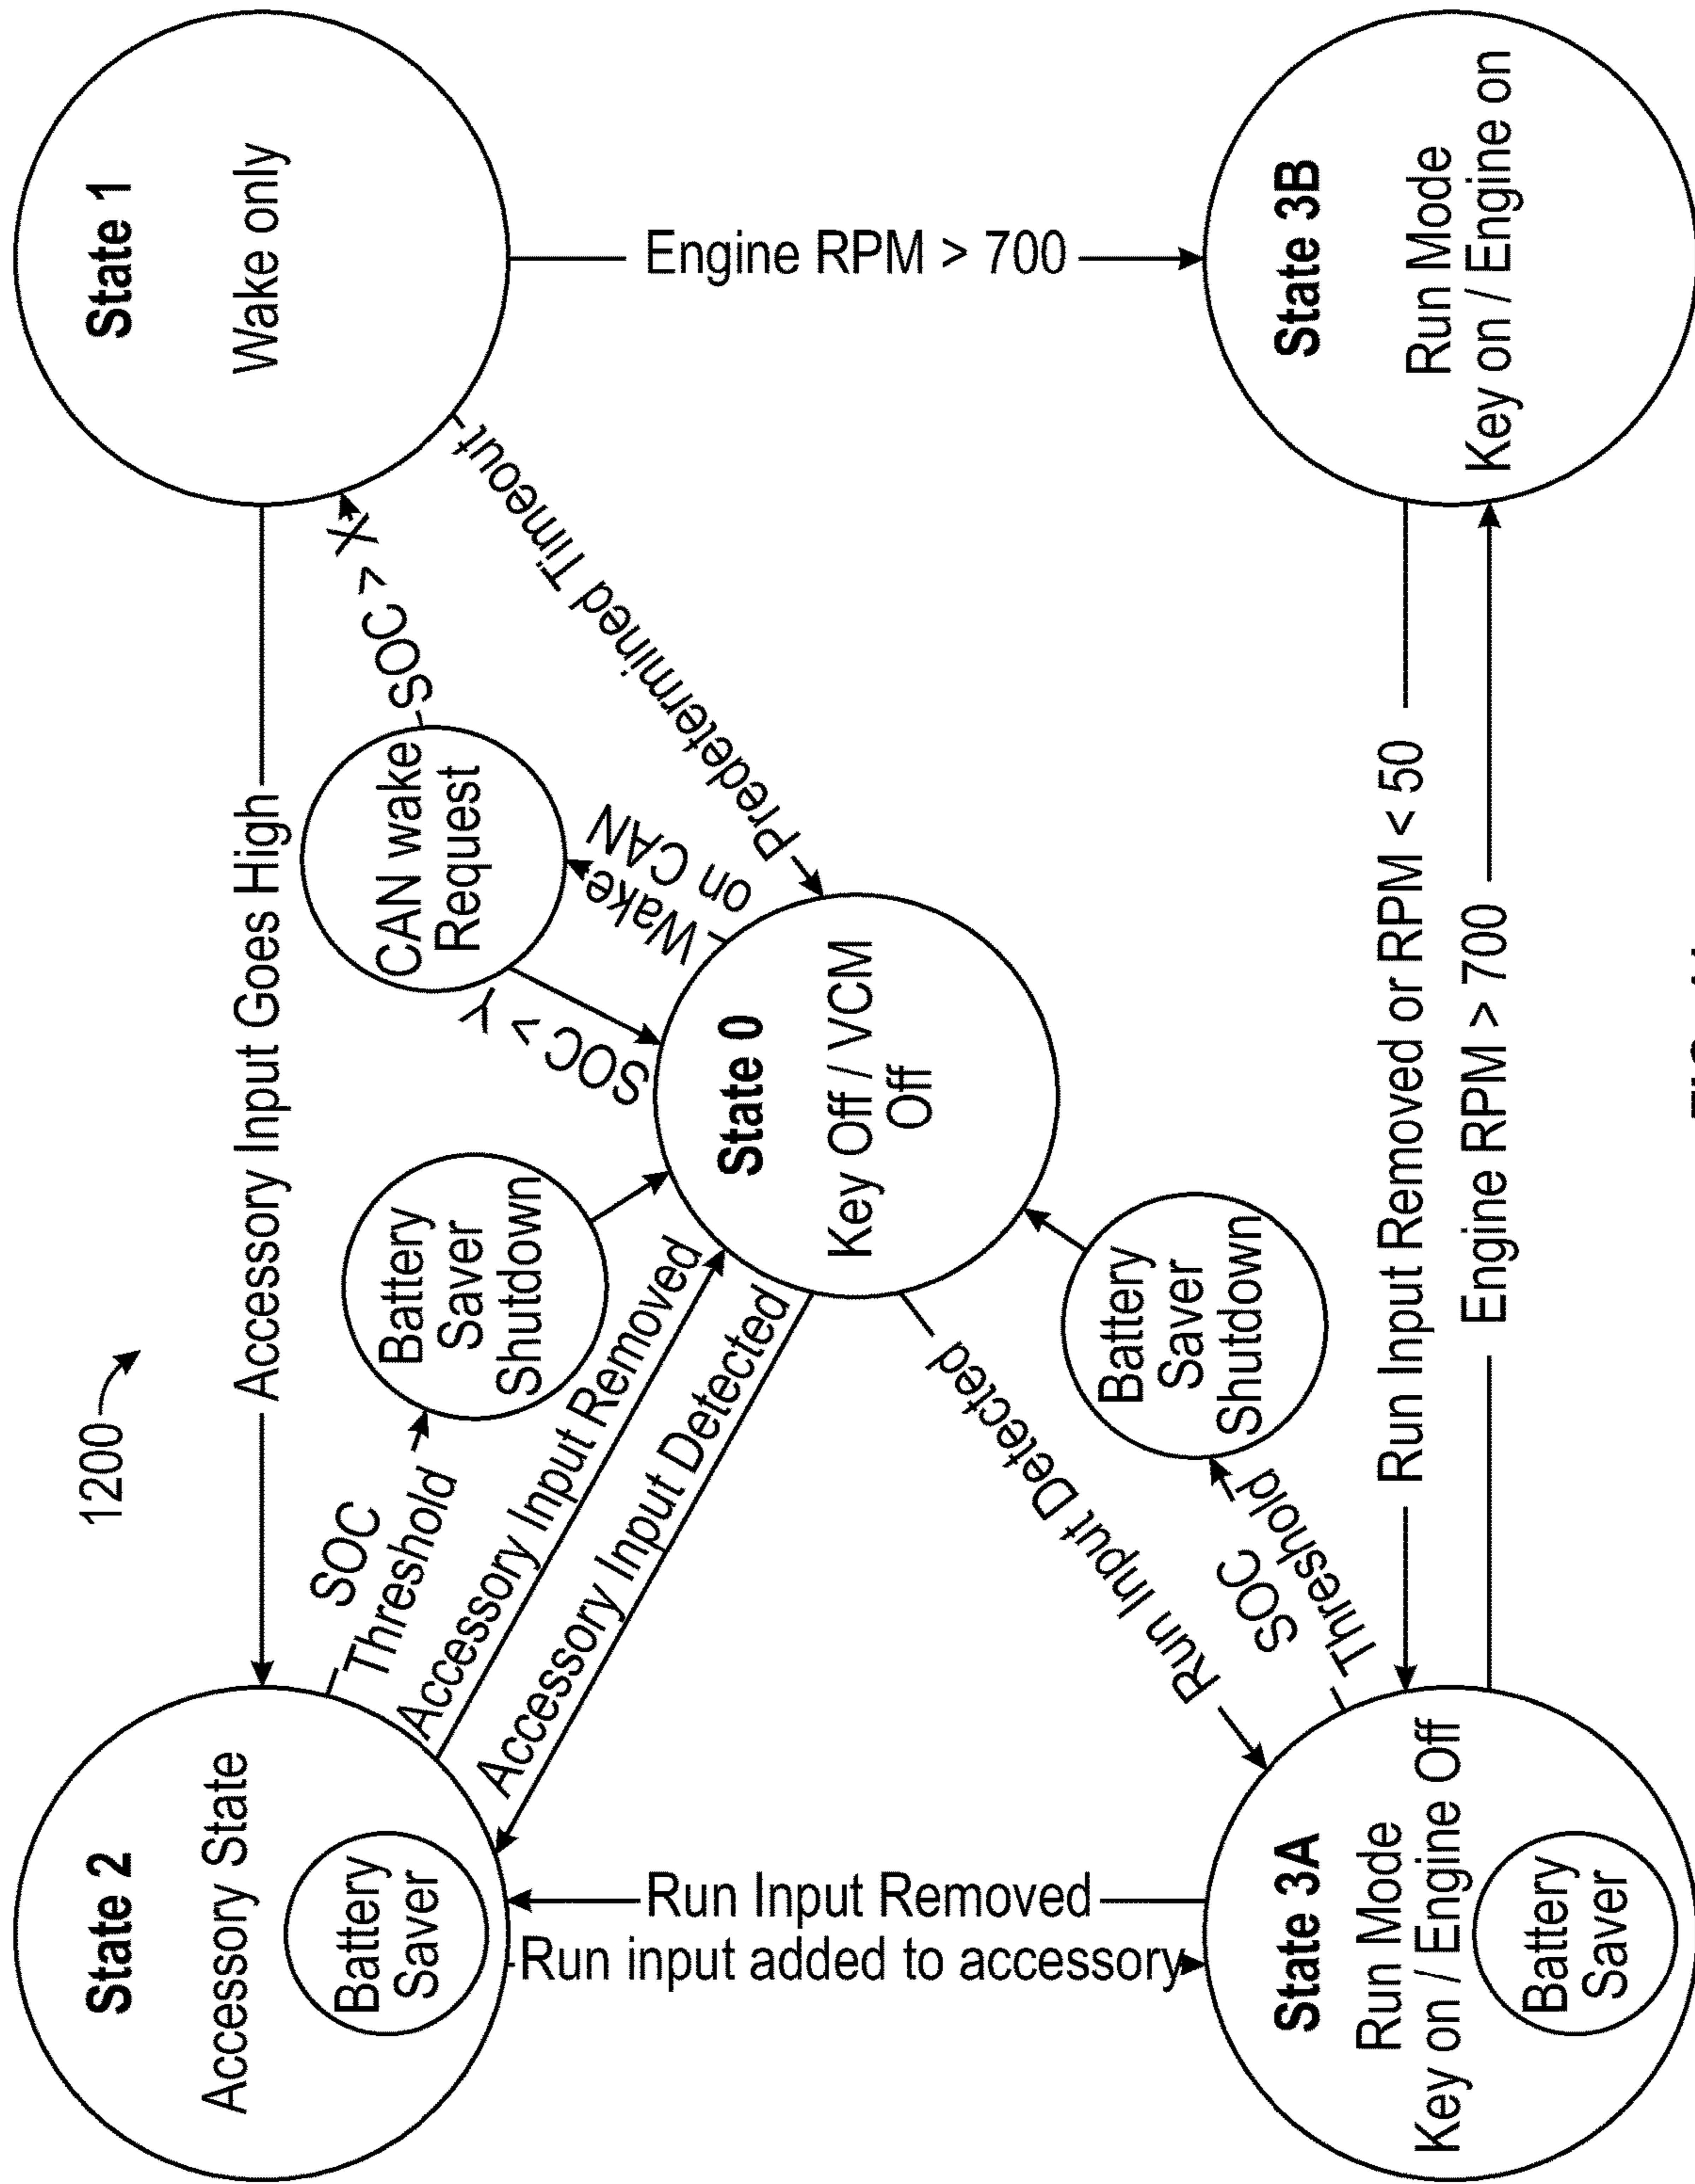 1200
State 2
Accessory State
Battery
Saver
Accessory Input Goes High
State 1
Wake only
SOC
Threshold
Battery
Saver
Shutdown
Accessory Input Removed
Accessory Input Detected
CAN wake
Request
SOC > X
SOC < Y
Wake
on CAN
Predetermined Timeout
State 0
Key Off / VCM
Off
Run Input Removed
Run input added to accessory
Engine RPM > 700
Run Input Detected
SOC
Threshold
Battery
Saver
Shutdown
State 3A
Run Mode
Key on / Engine Off
Battery
Saver
Run Input Removed or RPM < 50
Engine RPM > 700
State 3B
Run Mode
Key on / Engine on